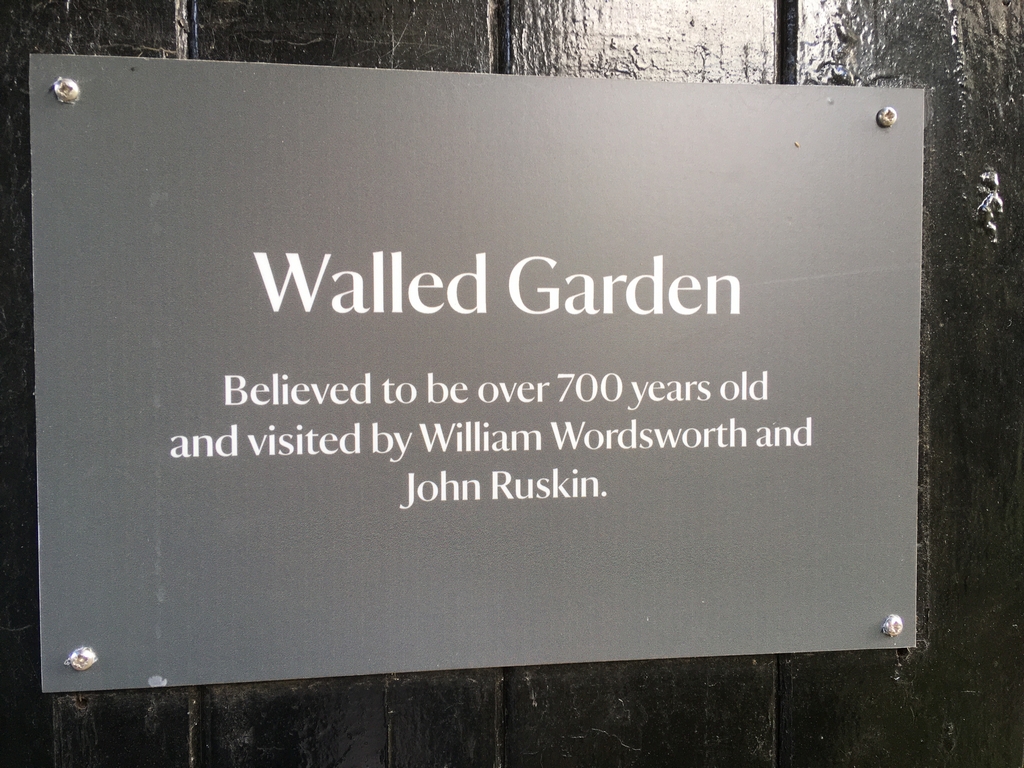 Walled Garden
Believed to be over 700 years old
and visited by William Wordsworth and
John Ruskin.